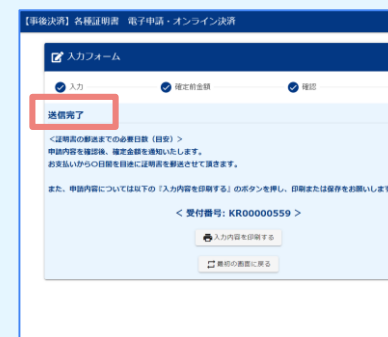 【事後決済】各種証明書 電子申請・オンライン決済
入力フォーム
入力 確定前金額 確認
送信完了
<証明書の郵送までの必要日数（目安）>
申請内容を確認後、確定金額を通知いたします。
お支払いから〇日間を目途に証明書を郵送させて頂きます。
また、申請内容については以下の「入力内容を印刷する」のボタンを押し、印刷または保存をお願いしま
< 受付番号: KR00000559 >
入力内容を印刷する
最初の画面に戻る